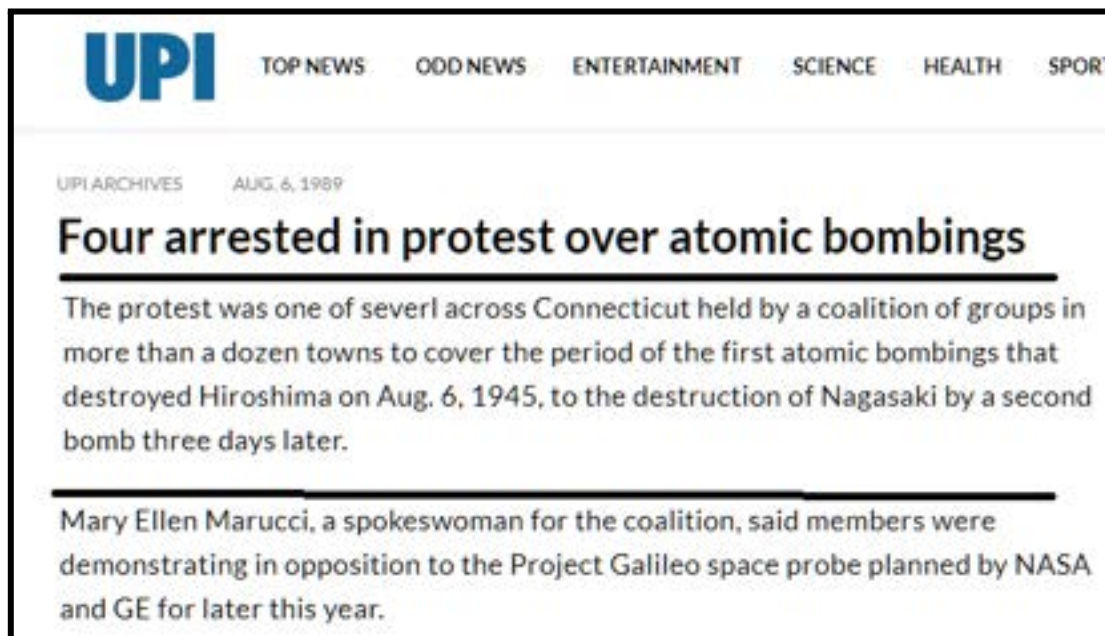 UPI TOP NEWS ODD NEWS ENTERTAINMENT SCIENCE HEALTH SPORT
UPI ARCHIVES AUG. 6, 1989
Four arrested in protest over atomic bombings
The protest was one of severl across Connecticut held by a coalition of groups in
more than a dozen towns to cover the period of the first atomic bombings that
destroyed Hiroshima on Aug. 6, 1945, to the destruction of Nagasaki by a second
bomb three days later.
Mary Ellen Marucci, a spokeswoman for the coalition, said members were
demonstrating in opposition to the Project Galileo space probe planned by NASA
and GE for later this year.